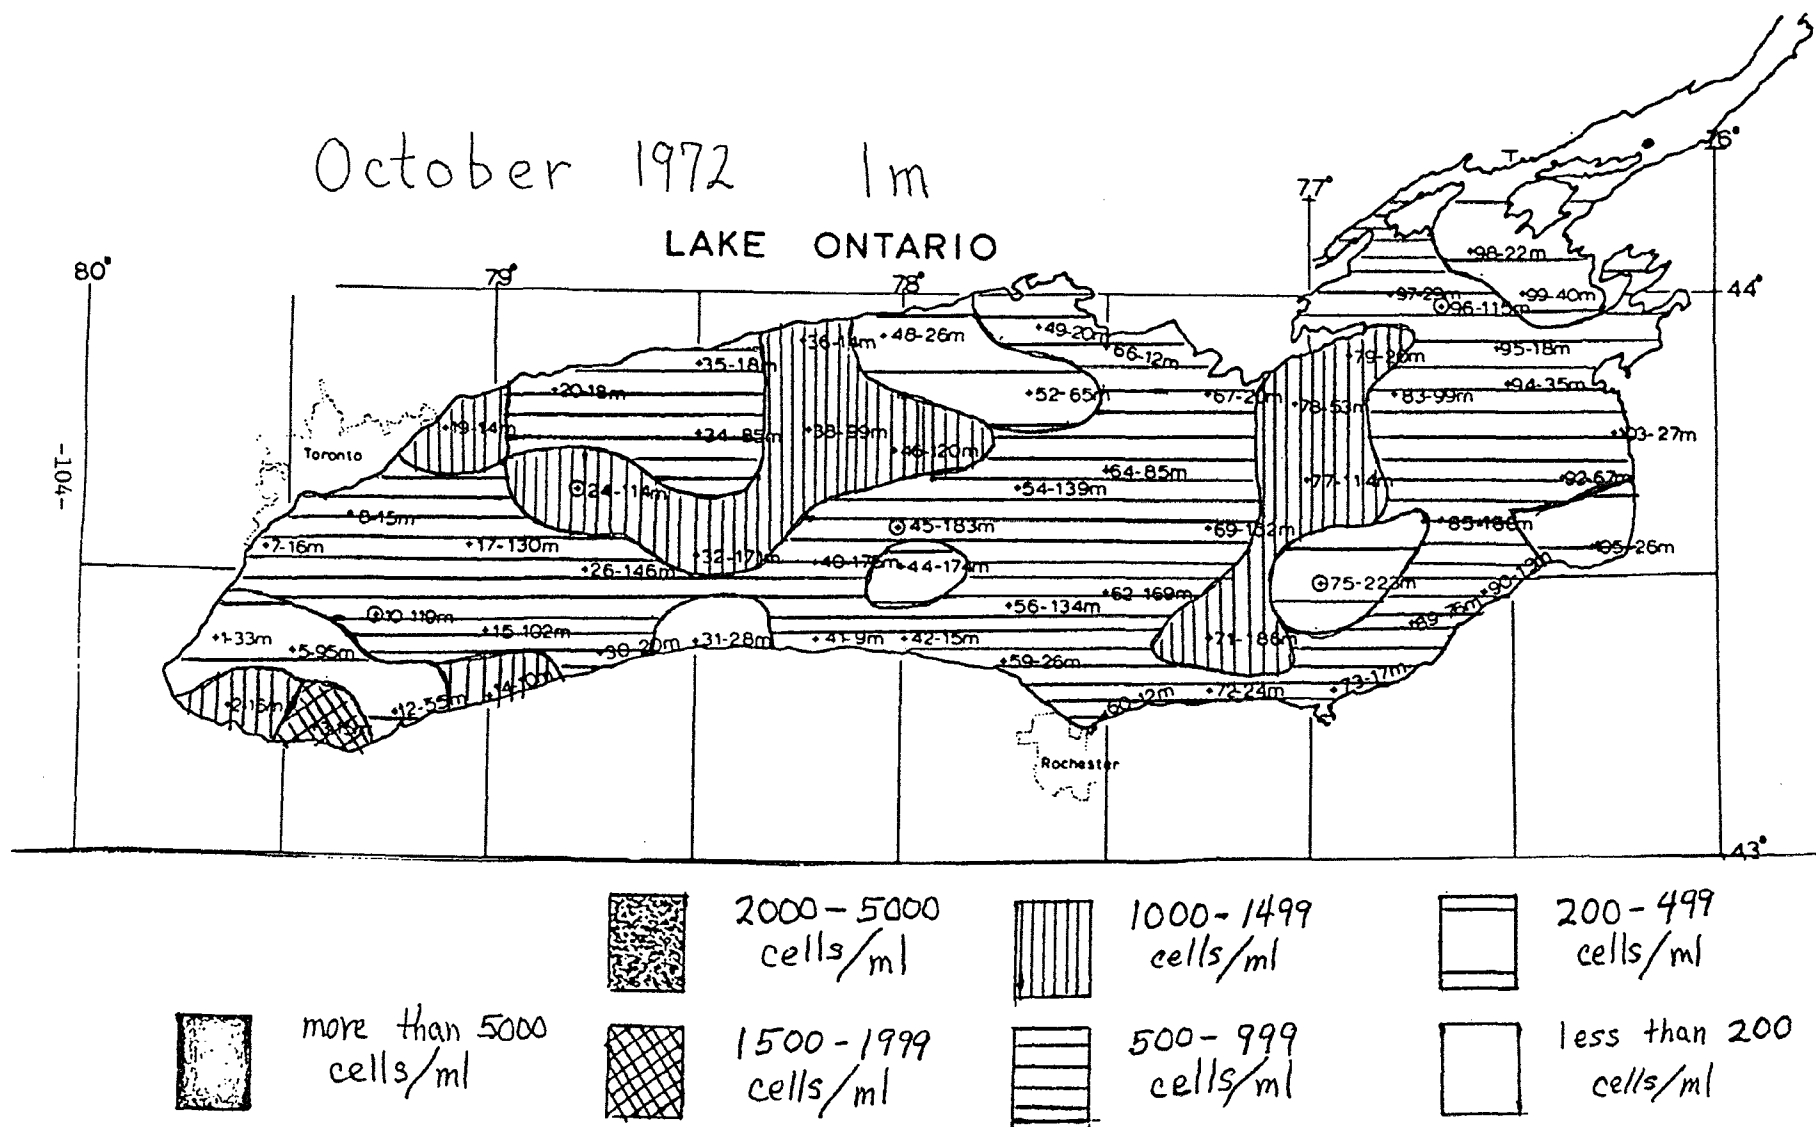 October 1972 1m
LAKE ONTARIO
76°
77°
80°
79°
78°
44°
-104-
98-22m
97-29m
99-40m
96-115m
49-20m
48-26m
36-14m
66-12m
79-20m
95-18m
35-18m
94-35m
20-18m
52-65m
67-20m
78-53m
83-99m
19-14m
34-85m
38-99m
46-120m
103-27m
Toronto
64-85m
77-114m
92-67m
24-114m
54-139m
8-15m
45-183m
69-152m
85-186m
7-16m
17-130m
32-171m
26-146m
40-175m
44-174m
75-223m
90-19m
56-134m
62-169m
10-110m
1-33m
15-102m
31-28m
41-9m
42-15m
71-186m
5-95m
30-20m
59-26m
72-24m
73-17m
2-15m
12-55m
14-10m
60-12m
Rochester
43°
2000-5000 cells/ml
1000-1499 cells/ml
200-499 cells/ml
more than 5000 cells/ml
1500-1999 cells/ml
500-999 cells/ml
less than 200 cells/ml